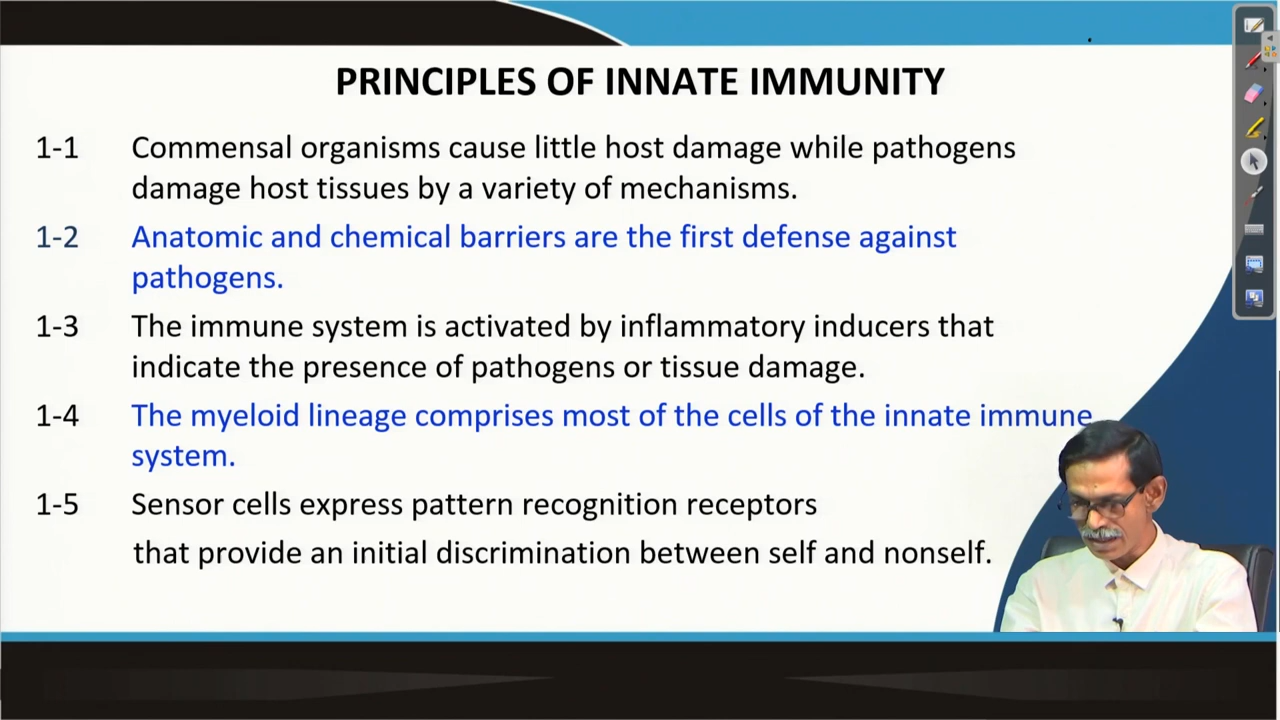 PRINCIPLES OF INNATE IMMUNITY
1-1 Commensal organisms cause little host damage while pathogens
damage host tissues by a variety of mechanisms.
1-2 Anatomic and chemical barriers are the first defense against
pathogens.
1-3 The immune system is activated by inflammatory inducers that
indicate the presence of pathogens or tissue damage.
1-4 The myeloid lineage comprises most of the cells of the innate immune
system.
1-5 Sensor cells express pattern recognition receptors
that provide an initial discrimination between self and nonself.